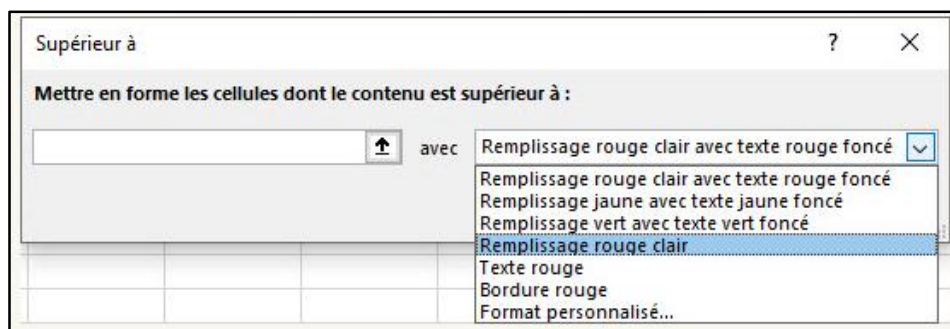 Supérieur à ?
Mettre en forme les cellules dont le contenu est supérieur à :
avec Remplissage rouge clair avec texte rouge foncé
Remplissage rouge clair avec texte rouge foncé
Remplissage jaune avec texte jaune foncé
Remplissage vert avec texte vert foncé
Remplissage rouge clair
Texte rouge
Bordure rouge
Format personnalisé...